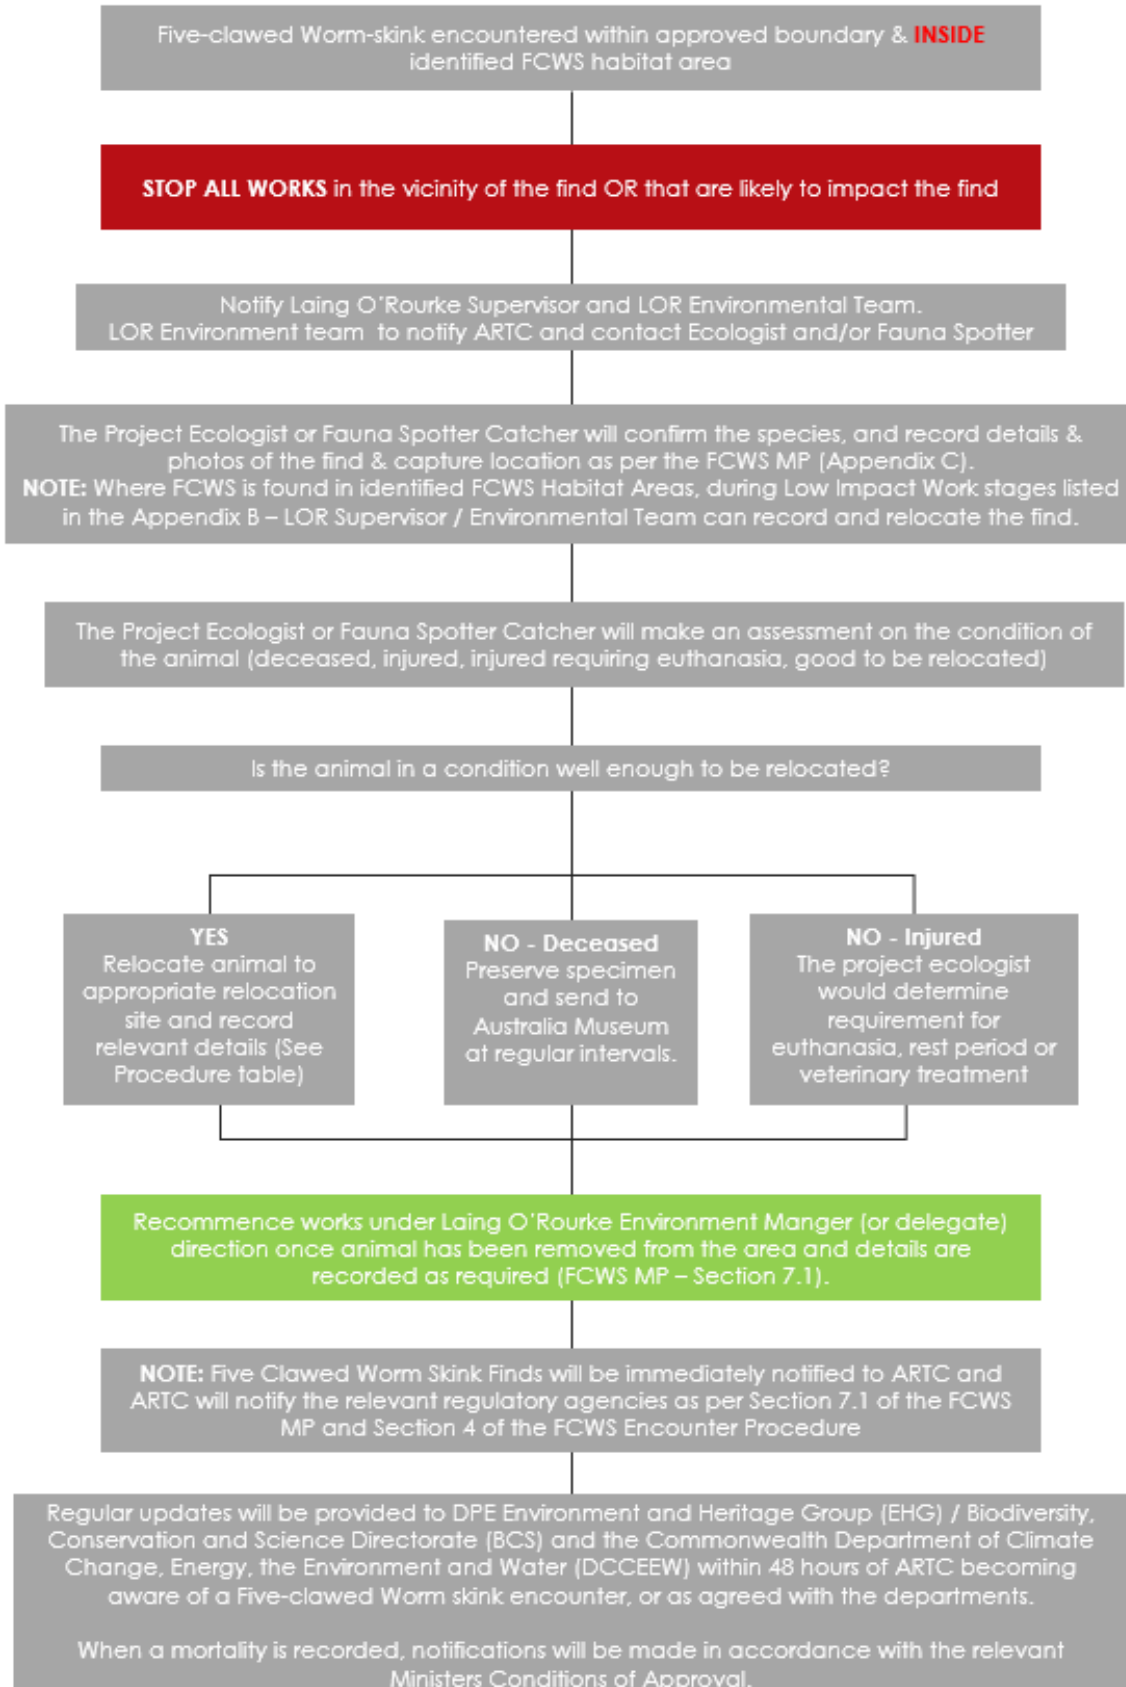 Five-clawed Worm-skink encountered within approved boundary & INSIDE
identified FCWS habitat area
STOP ALL WORKS in the vicinity of the find OR that are likely to impact the find
Notify Laing O'Rourke Supervisor and LOR Environmental Team.
LOR Environment team to notify ARTC and contact Ecologist and/or Fauna Spotter
The Project Ecologist or Fauna Spotter Catcher will confirm the species, and record details &
photos of the find & capture location as per the FCWS MP (Appendix C).
NOTE: Where FCWS is found in identified FCWS Habitat Areas, during Low Impact Work stages listed
in the Appendix B – LOR Supervisor / Environmental Team can record and relocate the find.
The Project Ecologist or Fauna Spotter Catcher will make an assessment on the condition of
the animal (deceased, injured, injured requiring euthanasia, good to be relocated)
Is the animal in a condition well enough to be relocated?
YES
Relocate animal to
appropriate relocation
site and record
relevant details (See
Procedure table)
NO - Deceased
Preserve specimen
and send to
Australia Museum
at regular intervals.
NO - Injured
The project ecologist
would determine
requirement for
euthanasia, rest period or
veterinary treatment
Recommence works under Laing O'Rourke Environment Manger (or delegate)
direction once animal has been removed from the area and details are
recorded as required (FCWS MP – Section 7.1).
NOTE: Five Clawed Worm Skink Finds will be immediately notified to ARTC and
ARTC will notify the relevant regulatory agencies as per Section 7.1 of the FCWS
MP and Section 4 of the FCWS Encounter Procedure
Regular updates will be provided to DPE Environment and Heritage Group (EHG) / Biodiversity,
Conservation and Science Directorate (BCS) and the Commonwealth Department of Climate
Change, Energy, the Environment and Water (DCCEEW) within 48 hours of ARTC becoming
aware of a Five-clawed Worm skink encounter, or as agreed with the departments.
When a mortality is recorded, notifications will be made in accordance with the relevant
Ministers Conditions of Approval.